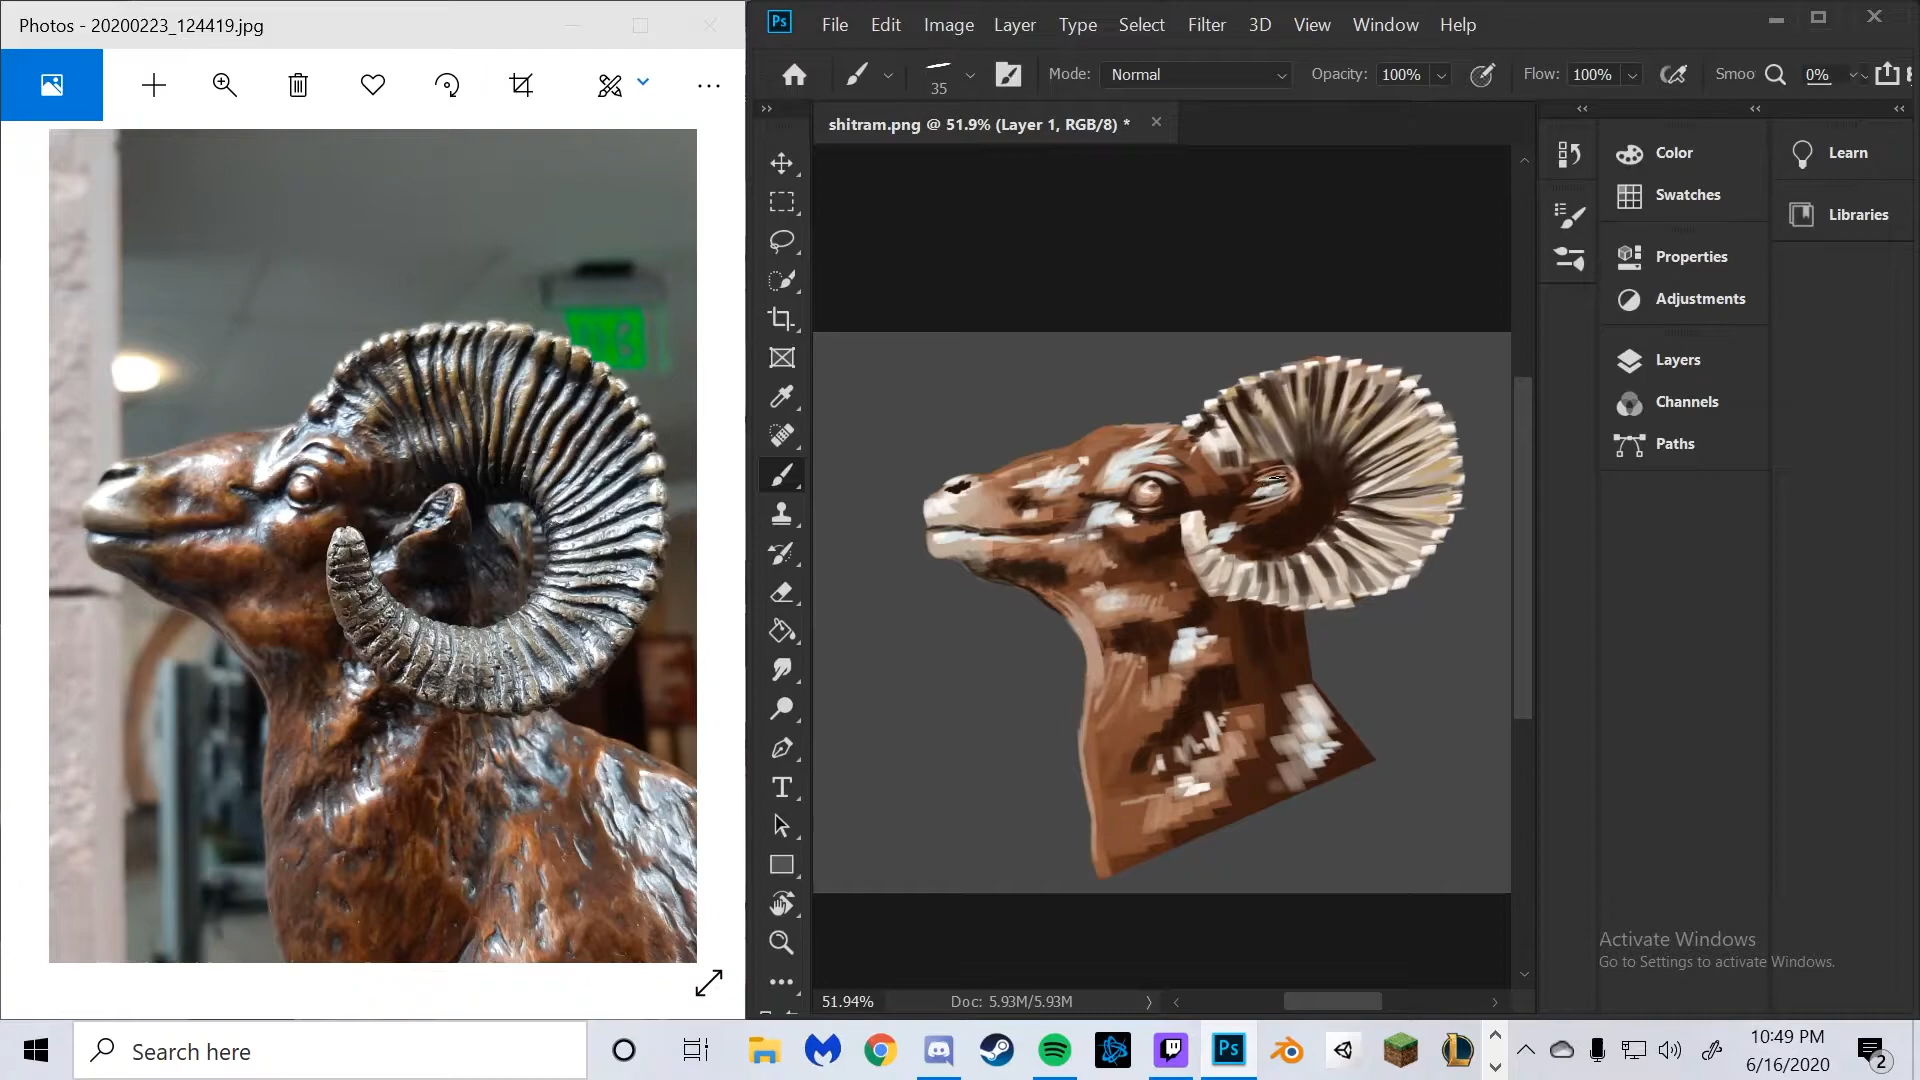 Photos - 20200223_124419.jpg
Ps File Edit Image Layer Type Select Filter 3D View Window Help
35
Mode: Normal Opacity: 100% Flow: 100% Smoo 0%
shitram.png @ 51.9% (Layer 1, RGB/8) *
Color
Swatches
Properties
Adjustments
Layers
Channels
Paths
Learn
Libraries
T
Activate Windows
Go to Settings to activate Windows.
51.94% Doc: 5.93M/5.93M
Search here
Ps
10:49 PM
6/16/2020
2